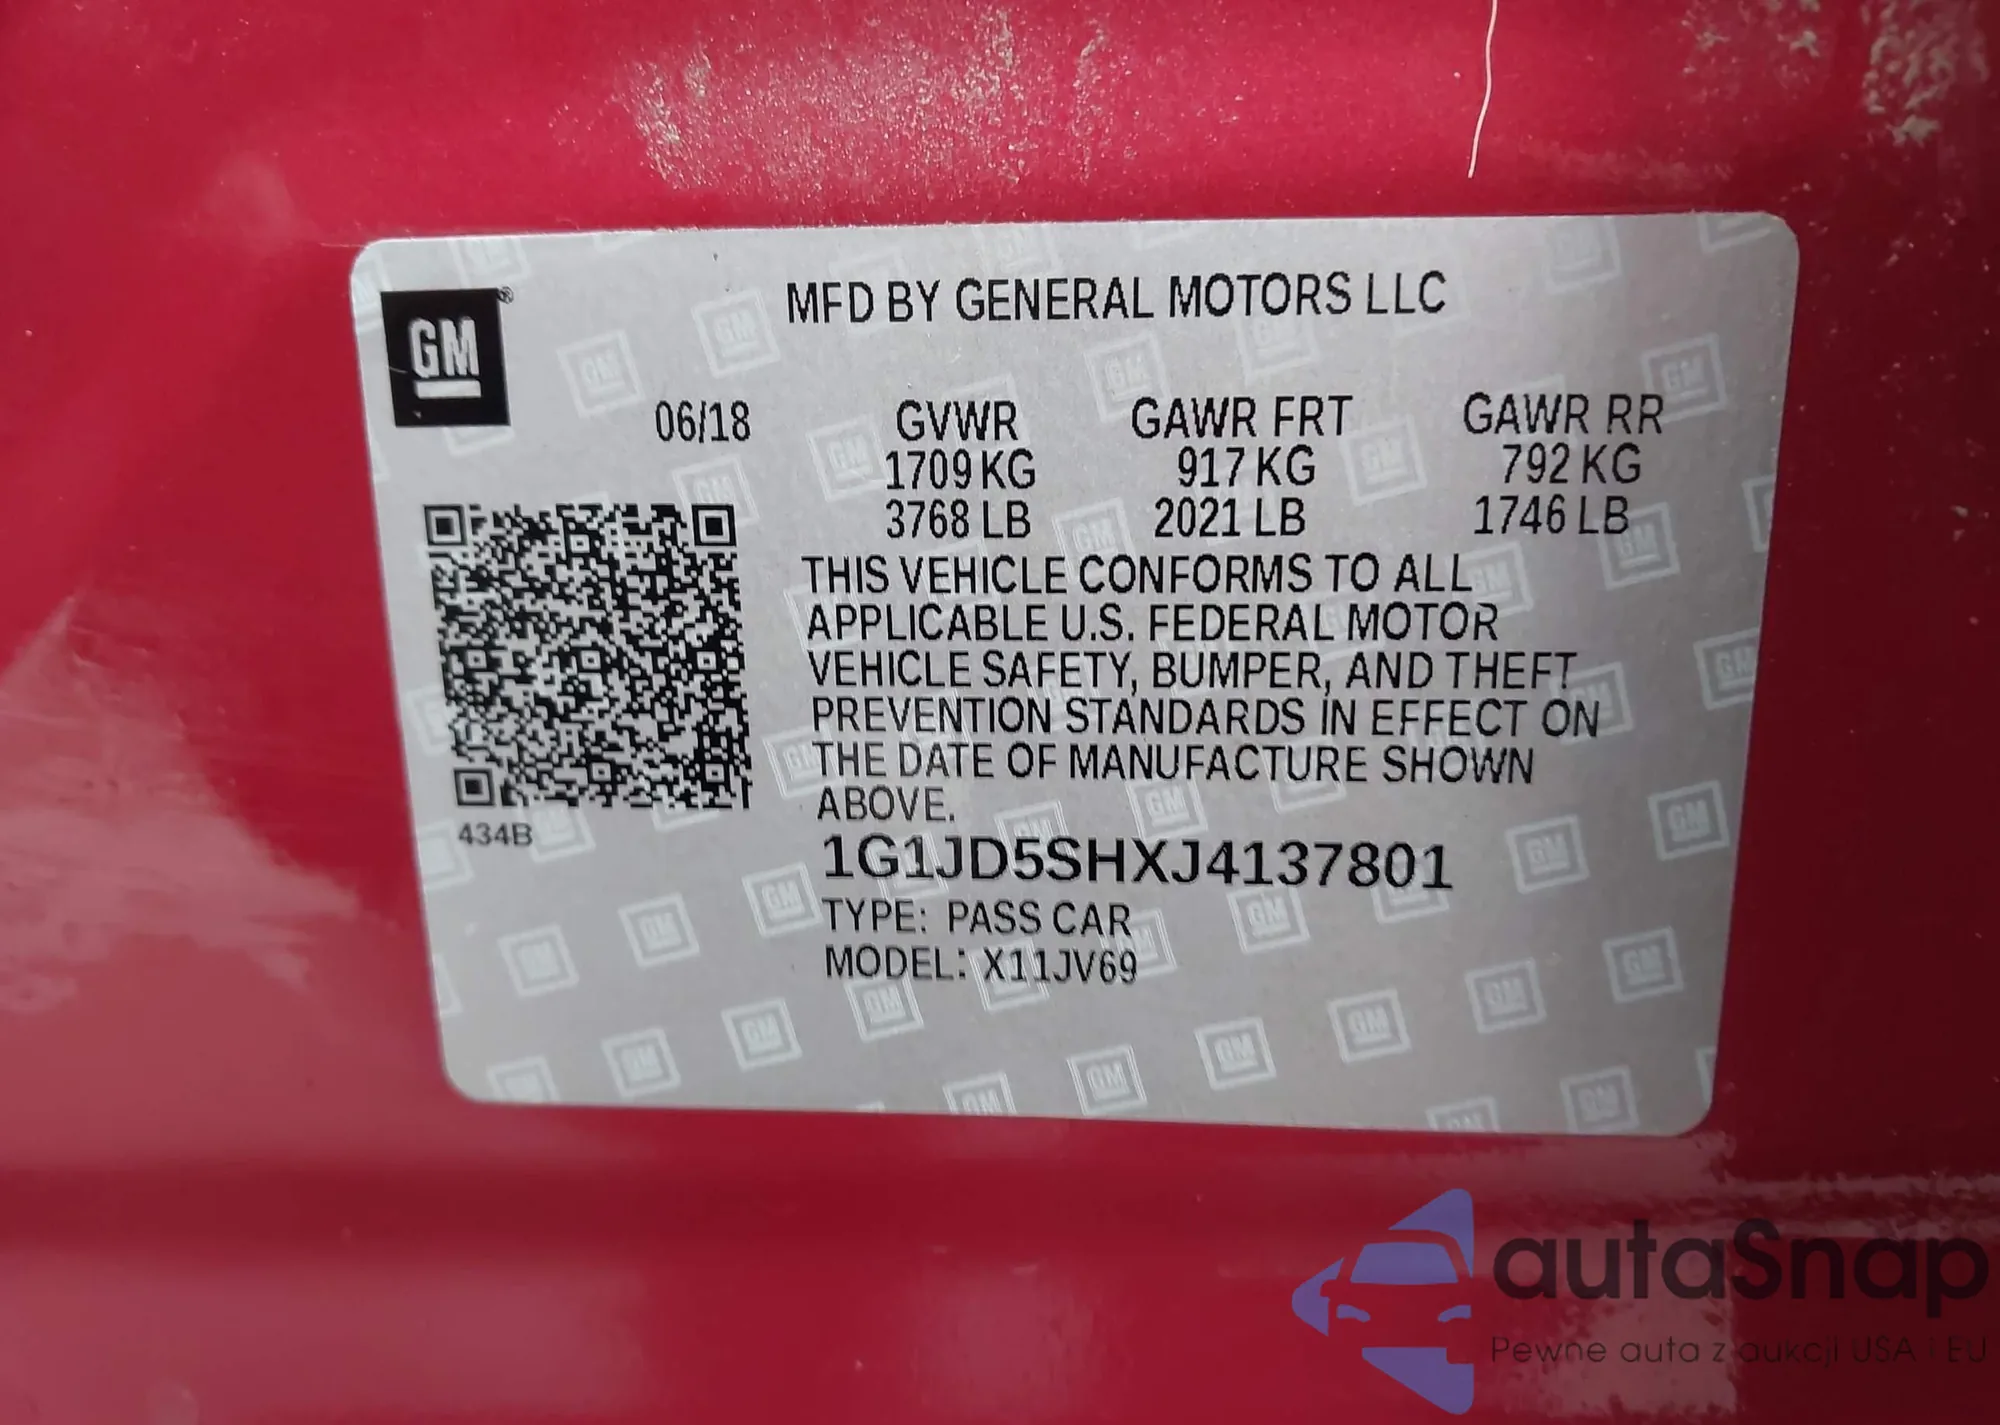 MFD BY GENERAL MOTORS LLC
GM
06/18
GVWR GAWR FRT GAWR RR
1709 KG 917 KG 792 KG
3768 LB 2021 LB 1746 LB
THIS VEHICLE CONFORMS TO ALL
APPLICABLE U.S. FEDERAL MOTOR
VEHICLE SAFETY, BUMPER, AND THEFT
PREVENTION STANDARDS IN EFFECT ON
THE DATE OF MANUFACTURE SHOWN
ABOVE.
434B
1G1JD5SHXJ4137801
TYPE: PASS CAR
MODEL: X11JV69
autaSnap
Pewne auta z aukcji USA i EU